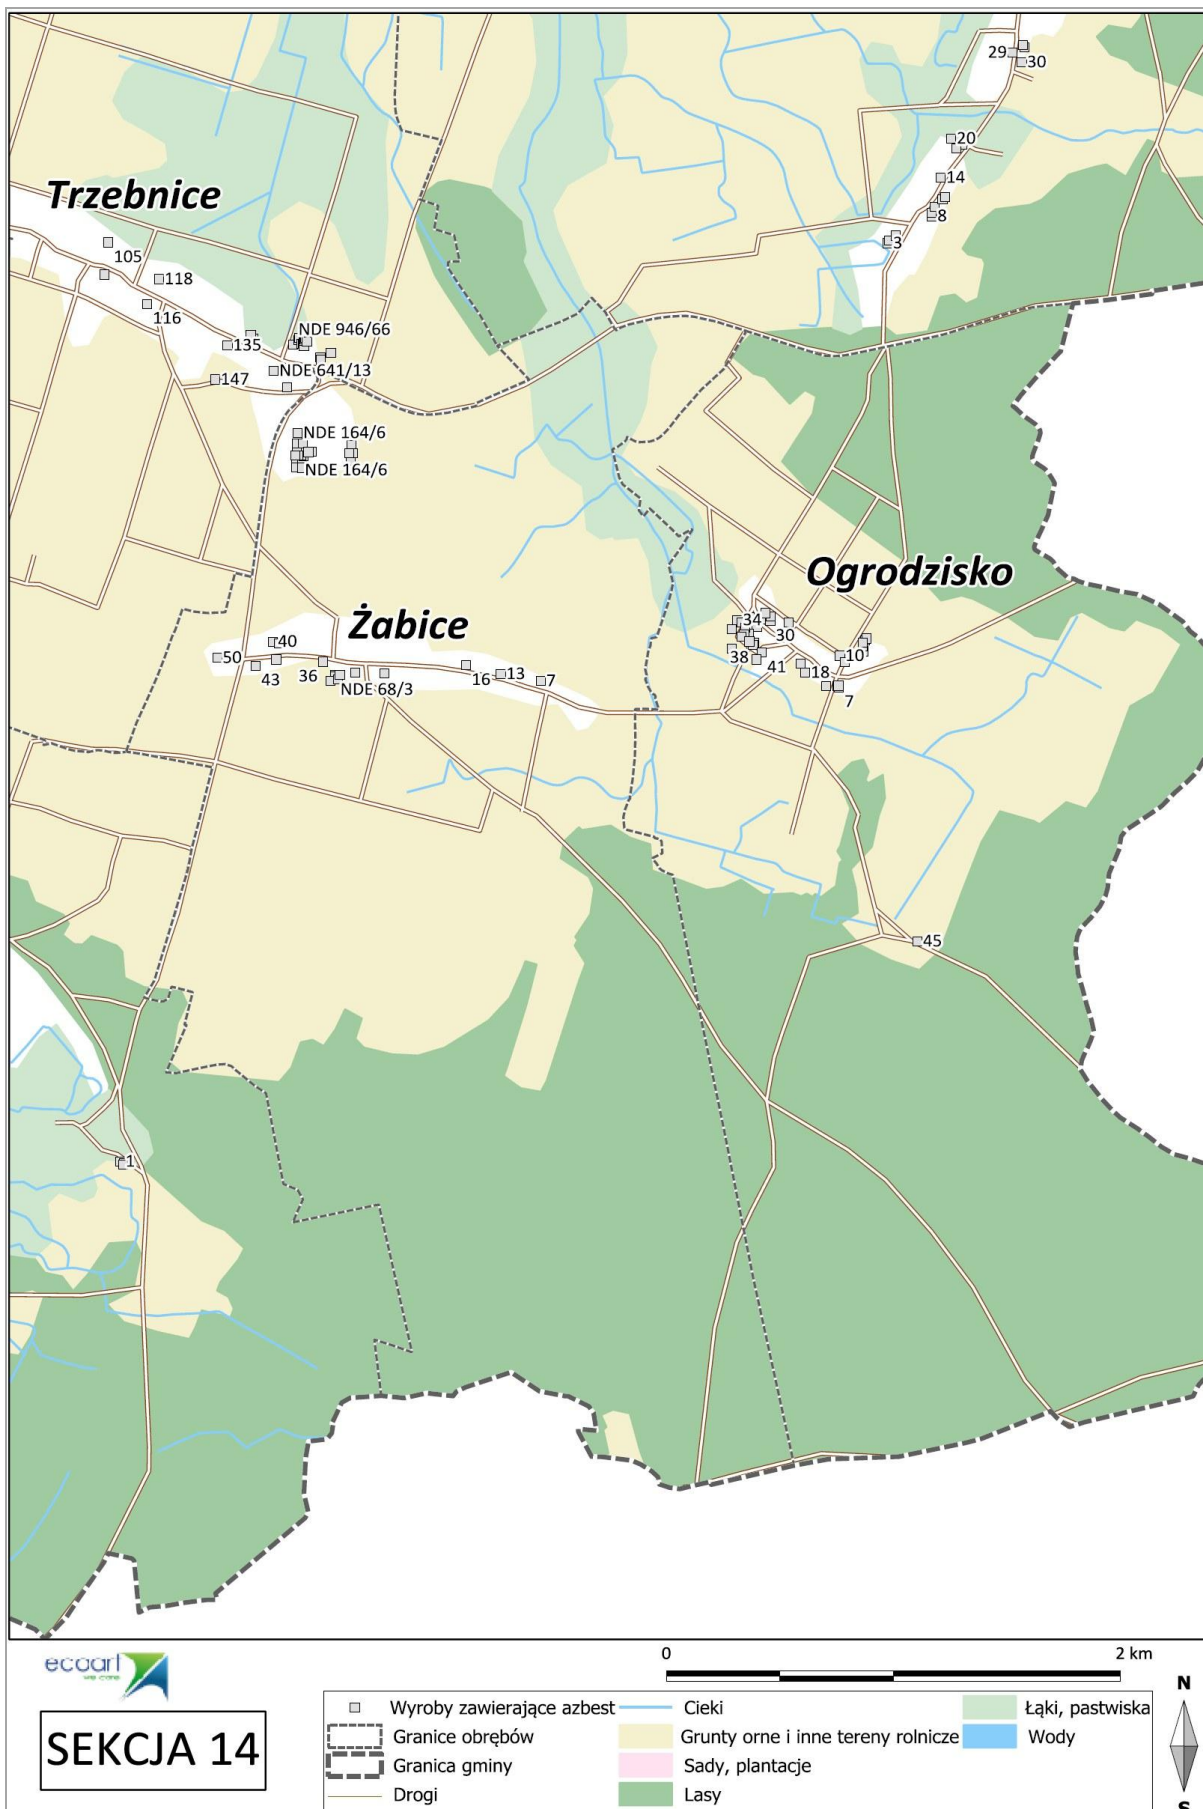 29
30
20
14
Trzebnice
8
3
105
118
116
NDE 946/66
135
NDE 641/13
147
NDE 164/6
NDE 164/6
Ogrodzisko
Żabice
34
30
40
50
38
10
41
43
36
NDE 68/3
16
13
7
18
7
45
1
ecoart
we care
SEKCJA 14
0
2 km
N
S
Wyroby zawierające azbest
Granice obrębów
Granica gminy
Drogi
Cieki
Grunty orne i inne tereny rolnicze
Sady, plantacje
Lasy
Łąki, pastwiska
Wody